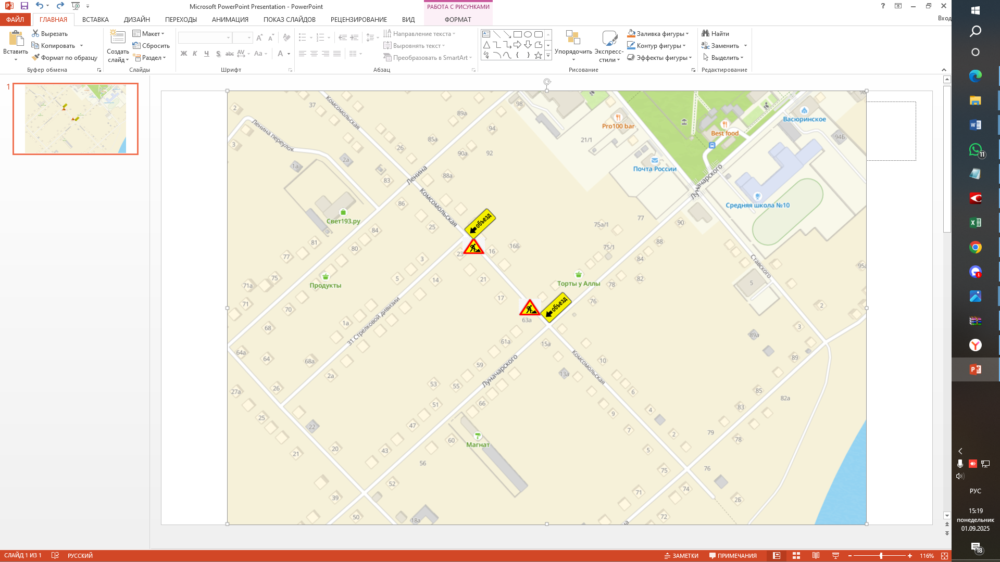 Microsoft PowerPoint Presentation - PowerPoint
РАБОТА С РИСУНКАМИ
?
ФАЙЛ ГЛАВНАЯ ВСТАВКА ДИЗАЙН ПЕРЕХОДЫ АНИМАЦИЯ ПОКАЗ СЛАЙДОВ РЕЦЕНЗИРОВАНИЕ ВИД ФОРМАТ
Вход
Вставить
Вырезать
Копировать
Формат по образцу
Буфер обмена
Создать слайд
Макет
Сбросить
Раздел
Слайды
Ж К Ч S abc AV Aa А
Шрифт
Направление текста
Выровнять текст
Преобразовать в SmartArt
Абзац
Упорядочить
Экспресс-стили
Заливка фигуры
Контур фигуры
Эффекты фигуры
Рисование
Найти
Заменить
Выделить
Редактирование
1
2
37
Комсомольская
89а
98
Pro100 bar
Васюринское
Ленина переулок
94
Best food
3
85а
21/1
94Б
26
90а
92
2а
1а
Почта России
83
Ленина
88а
Луначарского
86
Комсомольская
Средняя школа №10
Свет193.ру
объезд
77
84
25
75а/1
90
81
80
16Б
75/1
88
77
23
16
3
84
Ставского
95а
75
Продукты
5
14
21
Торты у Аллы
78
82
5
71а
71
70
17
объезд
76
2
31 Стрелковой дивизии
1а
63а
68
3
89а
61а
15а
64а
64
68а
59
Луначарского
Комсомольская
10
89
2а
13а
27а
26
53
55
6
85
82а
51
66
83
25
4
9
22
47
7
2
79
60
Магнат
78
20
43
5
21
56
75
76
52
71
74
39
2Б
50
18а
72
11
1
РУС
15:19
понедельник
01.09.2025
18
СЛАЙД 1 ИЗ 1 РУССКИЙ ЗАМЕТКИ ПРИМЕЧАНИЯ 116%